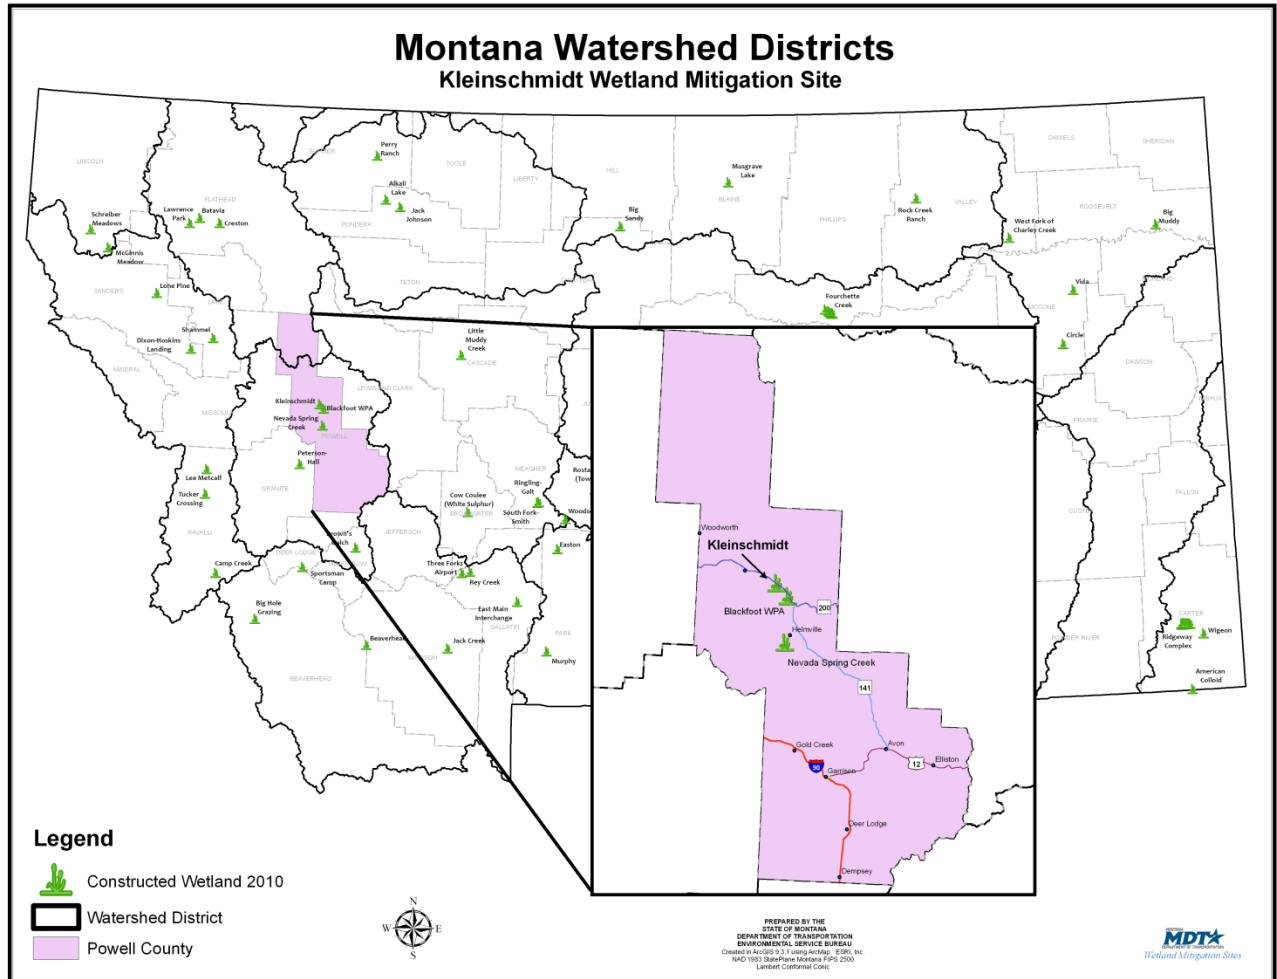 Montana Watershed Districts
Kleinschmidt Wetland Mitigation Site
LINCOLN
FLATHEAD
Perry
Ranch
TOOLE
LIBERTY
HILL
Musgrave
Lake
BLAINE
PHILLIPS
VALLEY
Rock Creek
Ranch
DANIELS
SHERIDAN
ROOSEVELT
Big
Muddy
West Fork of
Charley Creek
Schreiber
Meadows
McGinnis
Meadow
Lawrence
Park
Batavia
Creston
Alkali
Lake
Jack
Johnson
PONDERA
Big
Sandy
TETON
SANDERS
Lone Pine
LAKE
Shammel
Dixon-Hoskins
Landing
MINERAL
Little
Muddy
Creek
CASCADE
Fourchette
Creek
Vida
MCCONE
Circle
DAWSON
PRAIRIE
LEWIS AND CLARK
Kleinschmidt
Blackfoot WPA
Nevada Spring
Creek
POWELL
Peterson-
Hall
GRANITE
Lee Metcalf
Tucker
Crossing
RAVALLI
MEAGHER
Ringling-
Galt
Cow Coulee
(White Sulphur)
South Fork-
Smith
Easton
JEFFERSON
DEER LODGE
Sportsman
Camp
Camp Creek
Three Forks
Airport
Rey Creek
Big Hole
Grazing
East Main
Interchange
GALLATIN
PARK
Beaverhead
Jack Creek
Murphy
BEAVERHEAD
FALLON
CARTER
Ridgeway
Complex
Wigeon
American
Colloid
Woodworth
Kleinschmidt
Blackfoot WPA
200
Helmville
Nevada Spring Creek
141
Gold Creek
Avon
90
Garrison
12
Elliston
Deer Lodge
Dempsey
Legend
Constructed Wetland 2010
Watershed District
Powell County
N
W
E
S
PREPARED BY THE
STATE OF MONTANA
DEPARTMENT OF TRANSPORTATION
ENVIRONMENTAL SERVICE BUREAU
Created in ArcGIS 9.3.1 using ArcMap. ESRI, Inc.
NAD 1983 StatePlane Montana FIPS 2500
Lambert Conformal Conic
MDT
Wetland Mitigation Sites